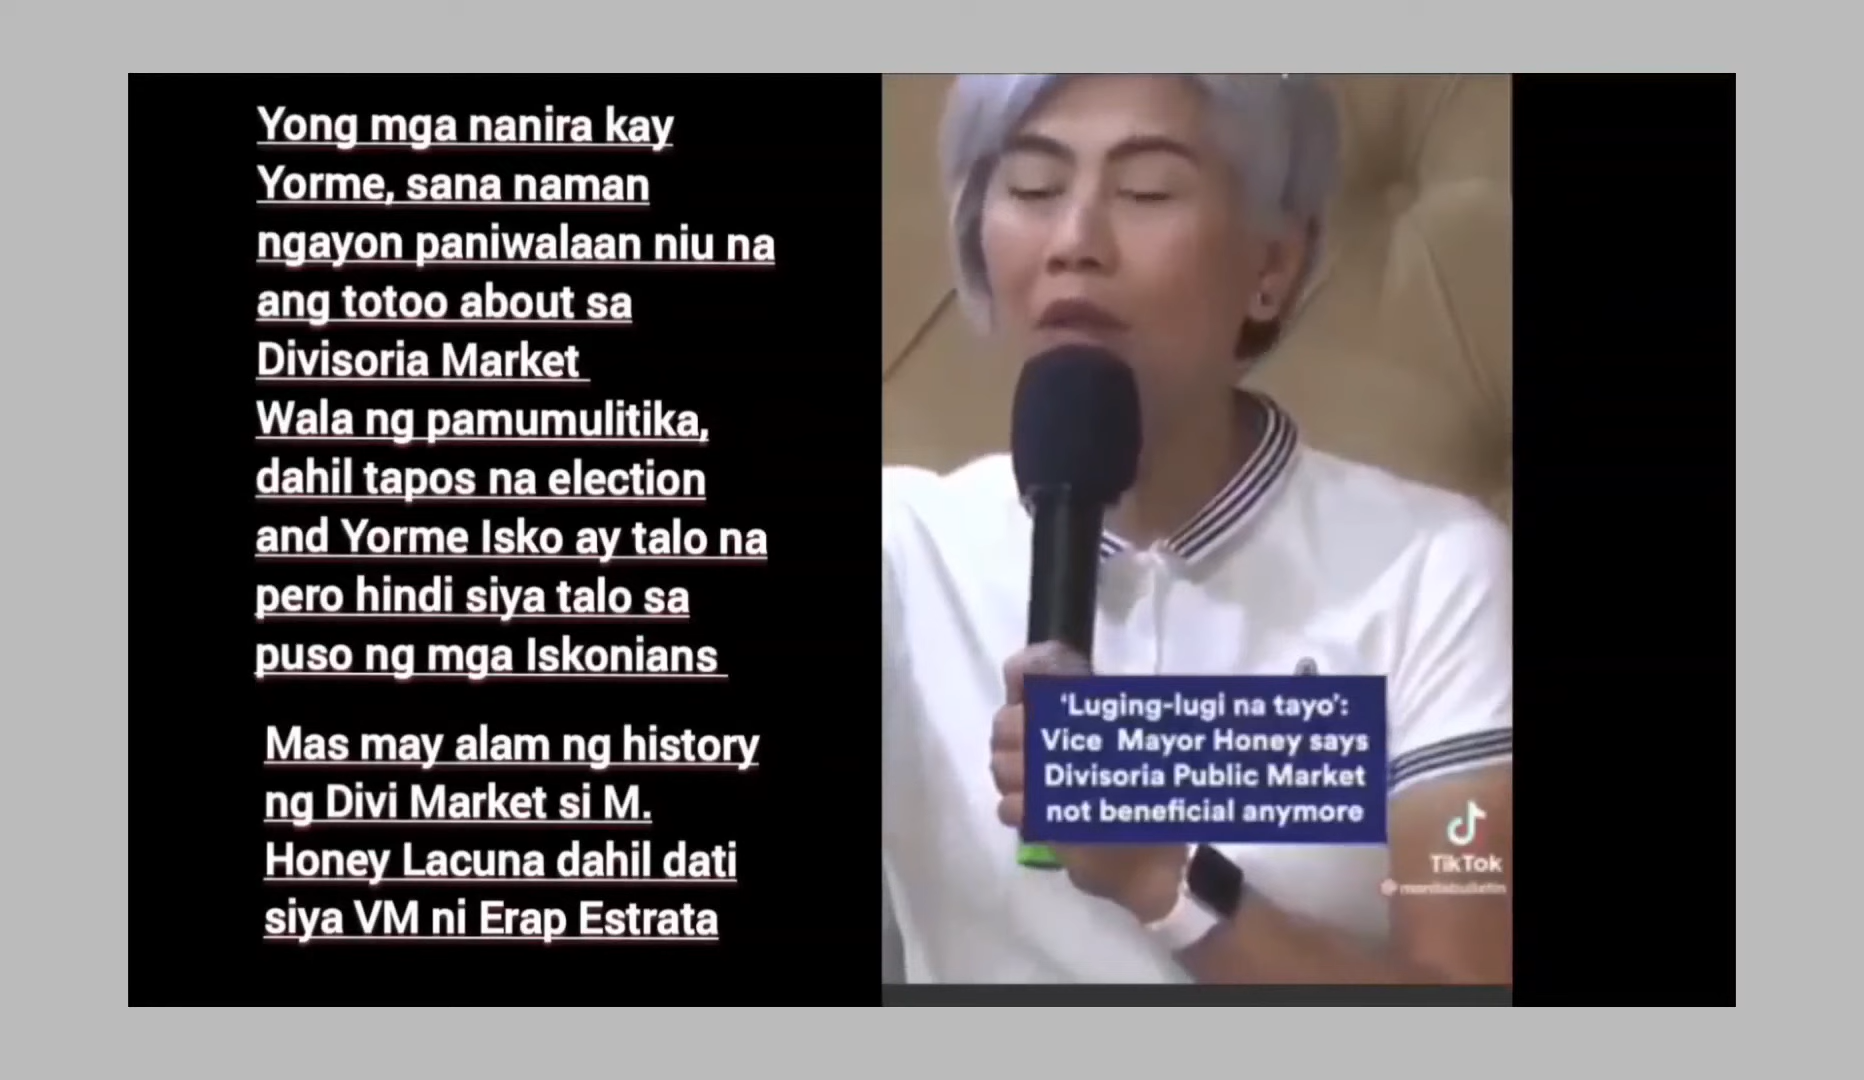 Yong mga nanira kay
Yorme, sana naman
ngayon paniwalaan niu na
ang totoo about sa
Divisoria Market
Wala ng pamumulitika,
dahil tapos na election
and Yorme Isko ay talo na
pero hindi siya talo sa
puso ng mga Iskonians
Mas may alam ng history
ng Divi Market si M.
Honey Lacuna dahil dati
siya VM ni Erap Estrata
‘Luging-lugi na tayo’:
Vice Mayor Honey says
Divisoria Public Market
not beneficial anymore
TikTok
manilabulletin